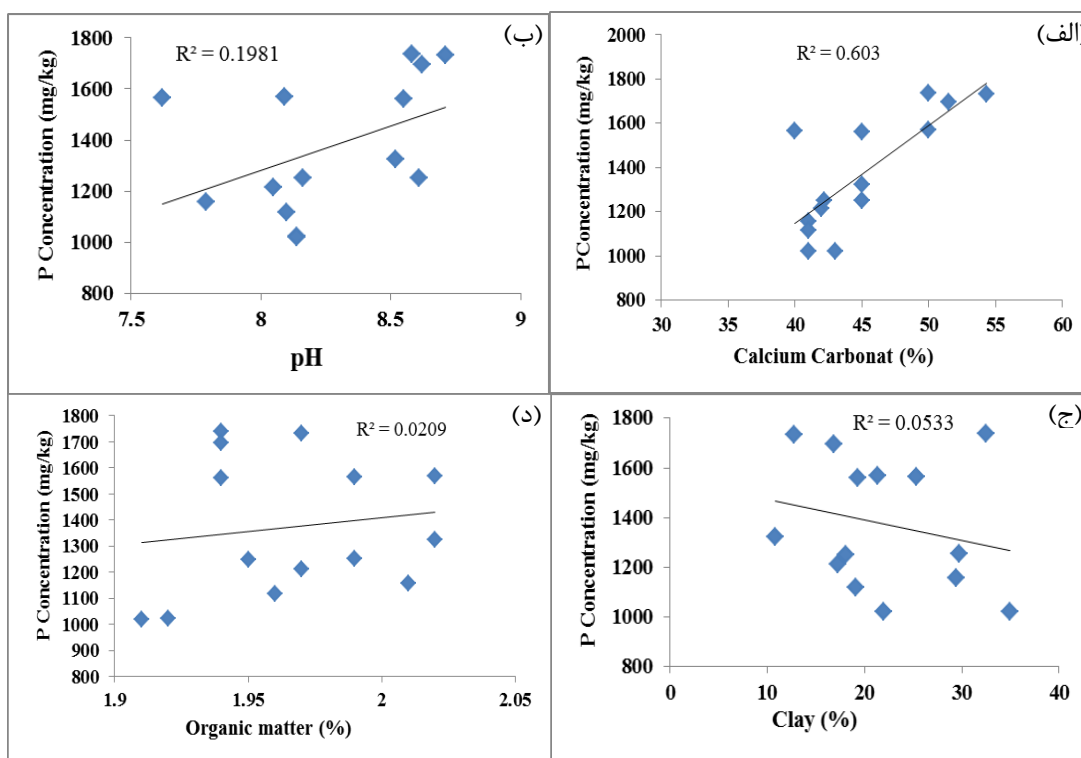 (الف)
R² = 0.603
PConcentration (mg/kg)
2000
1800
1600
1400
1200
1000
800
30 35 40 45 50 55 60
Calcium Carbonat (%)
(ب)
R² = 0.1981
P Concentration (mg/kg)
1800
1600
1400
1200
1000
800
7.5 8 8.5 9
pH
(ج)
R² = 0.0533
P Concentration (mg/kg)
1800
1600
1400
1200
1000
800
0 10 20 30 40
Clay (%)
(د)
R² = 0.0209
P Concentration (mg/kg)
1800
1700
1600
1500
1400
1300
1200
1100
1000
900
800
1.9 1.95 2 2.05
Organic matter (%)